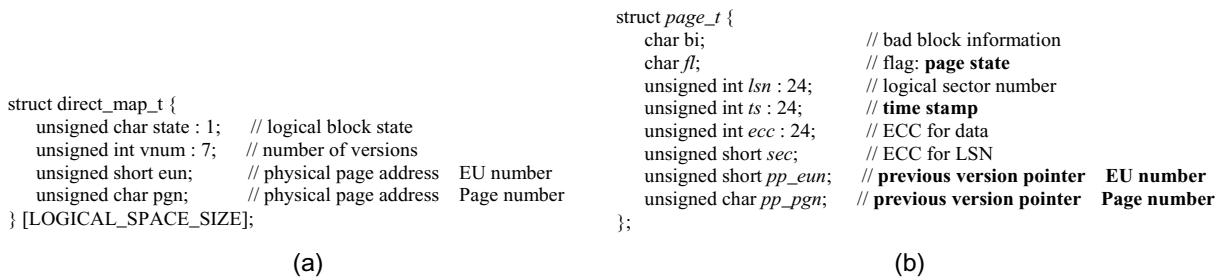 struct direct_map_t {
unsigned char state : 1; // logical block state
unsigned int vnum : 7; // number of versions
unsigned short eun; // physical page address EU number
unsigned char pgn; // physical page address Page number
} [LOGICAL_SPACE_SIZE];
(a)
struct page_t {
char bi; // bad block information
char fl; // flag: page state
unsigned int lsn : 24; // logical sector number
unsigned int ts : 24; // time stamp
unsigned int ecc : 24; // ECC for data
unsigned short sec; // ECC for LSN
unsigned short pp_eun; // previous version pointer EU number
unsigned char pp_pgn; // previous version pointer Page number
};
(b)